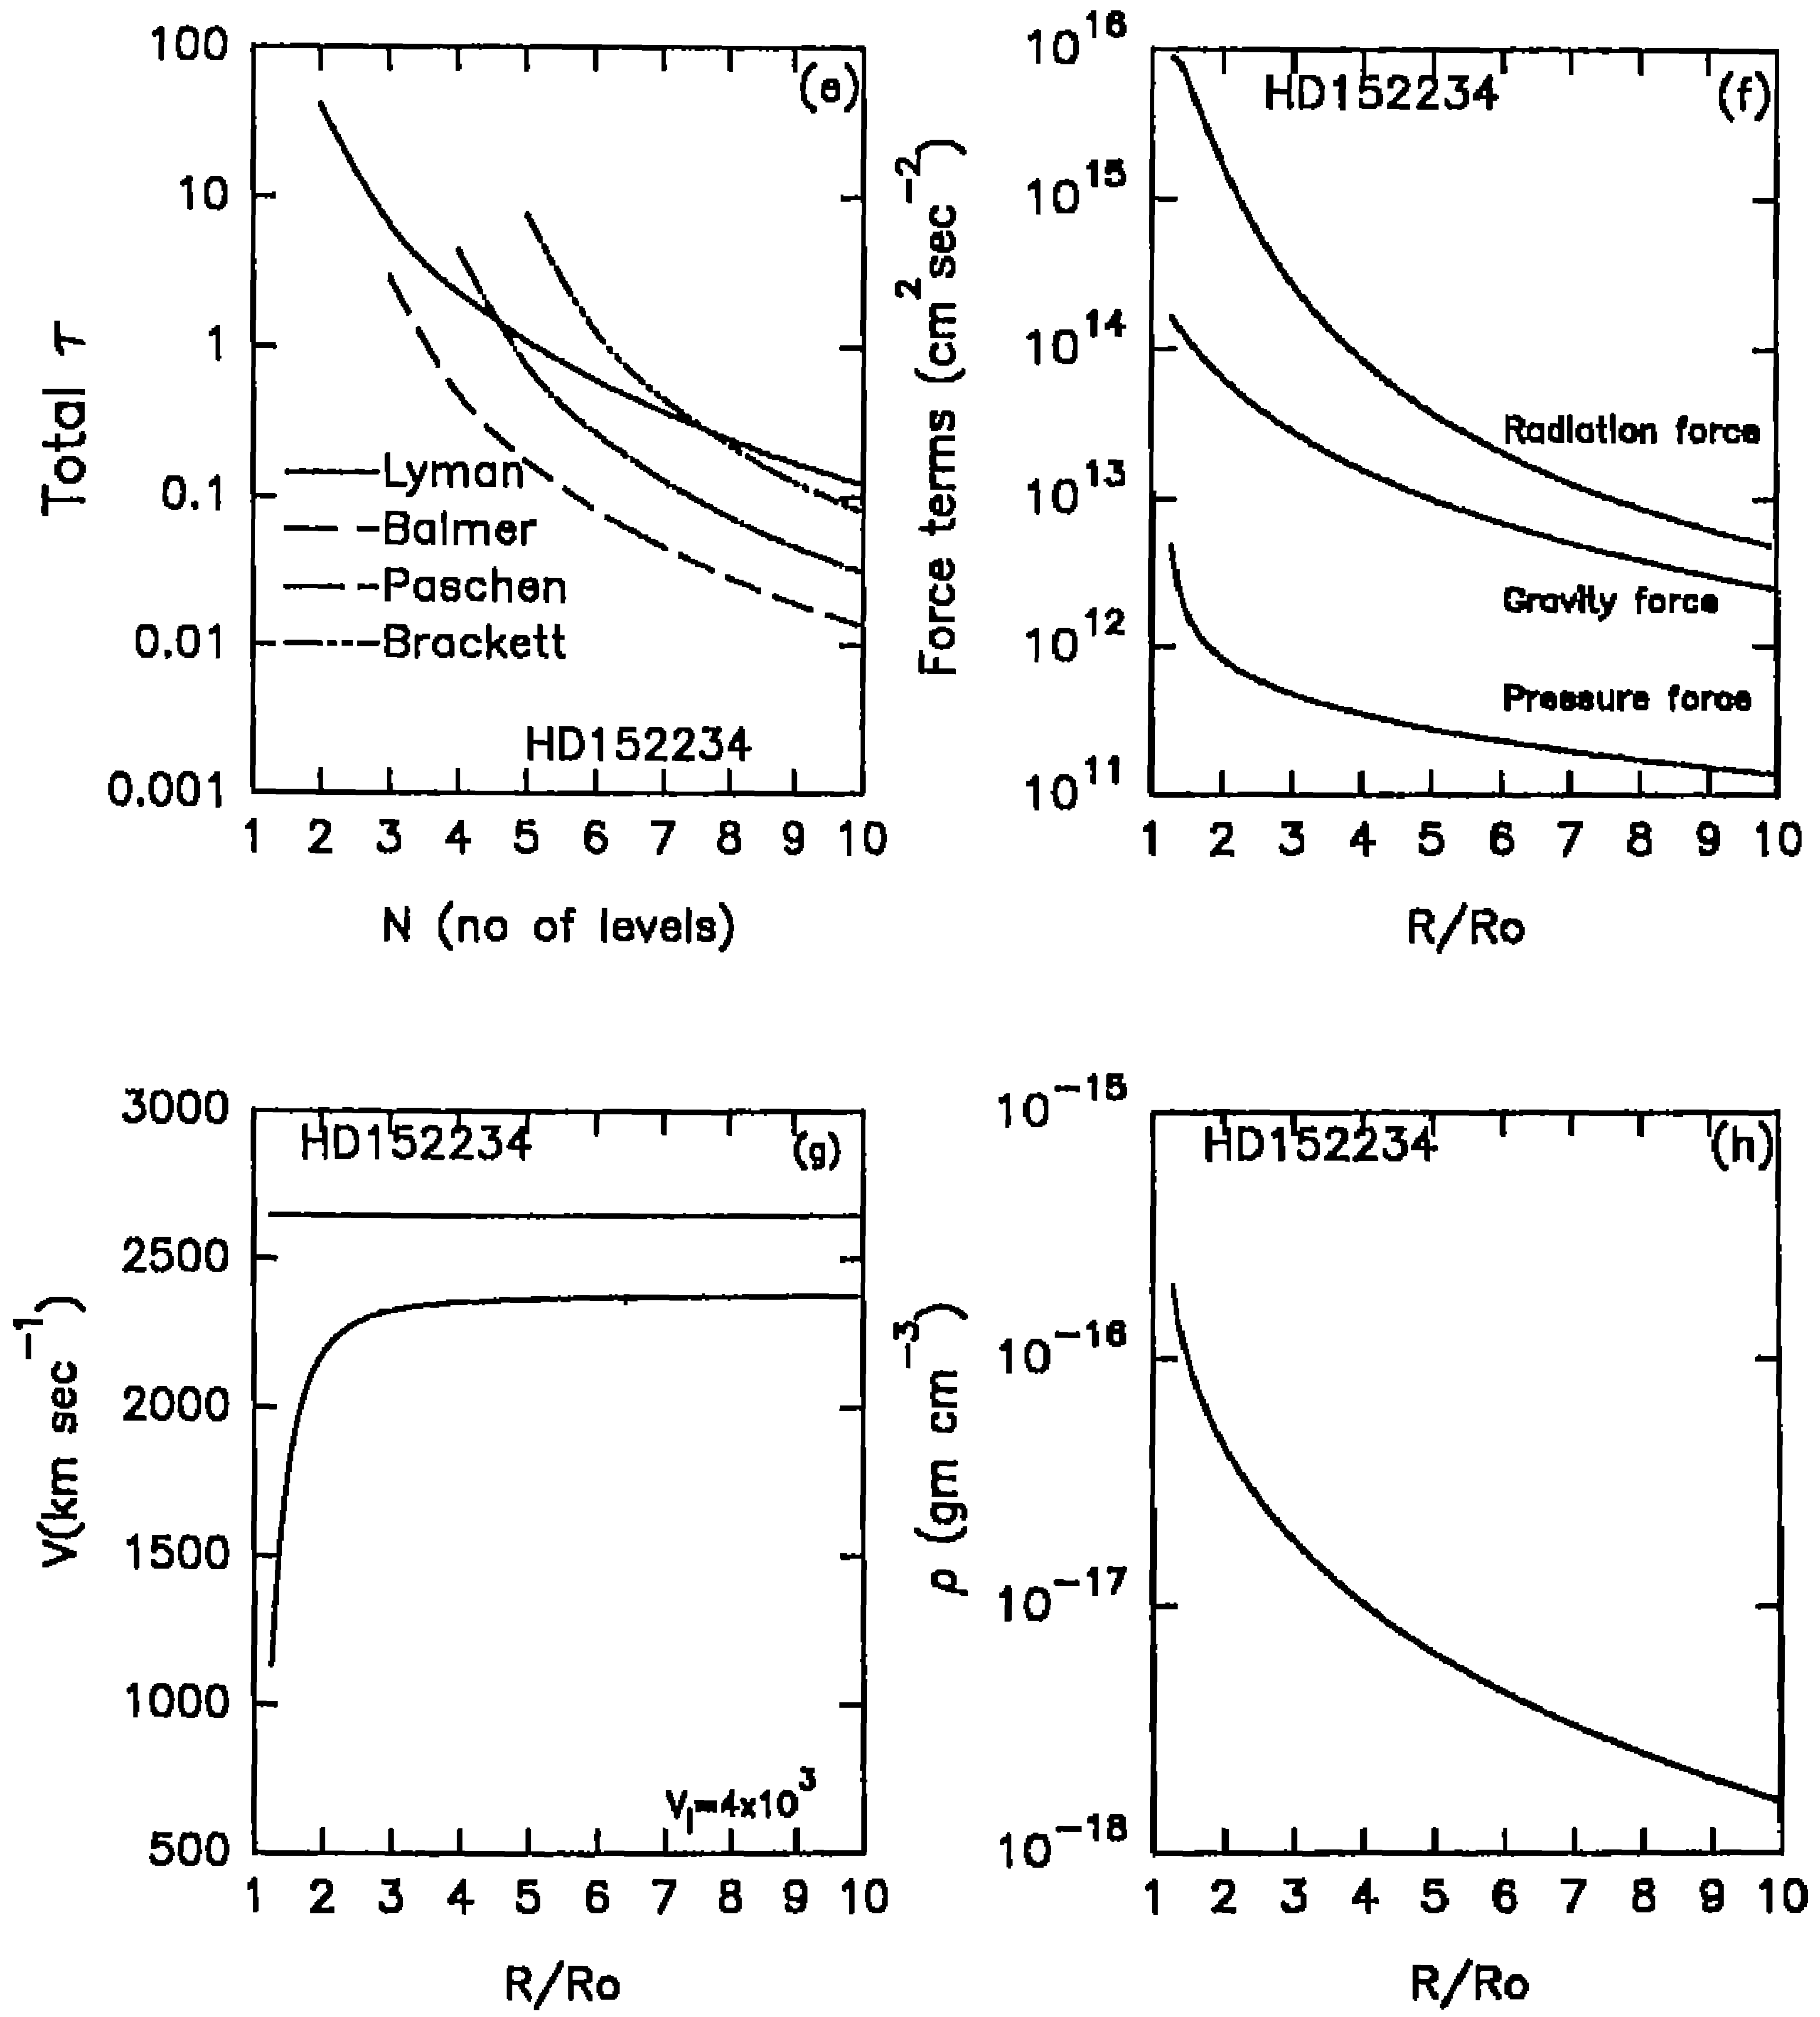 100
10
1
0.1
0.01
0.001
Total τ
(e)
Lyman
Balmer
Paschen
Brackett
HD152234
1 2 3 4 5 6 7 8 9 10
N (no of levels)
10^16
10^15
10^14
10^13
10^12
10^11
Force terms (cm^2 sec^-2)
HD152234 (f)
Radiation force
Gravity force
Pressure force
1 2 3 4 5 6 7 8 9 10
R/Ro
3000
2500
2000
1500
1000
500
V(km sec^-1)
HD152234 (g)
V_I=4x10^3
1 2 3 4 5 6 7 8 9 10
R/Ro
10^-15
10^-16
10^-17
10^-18
ρ (gm cm^-3)
HD152234 (h)
1 2 3 4 5 6 7 8 9 10
R/Ro